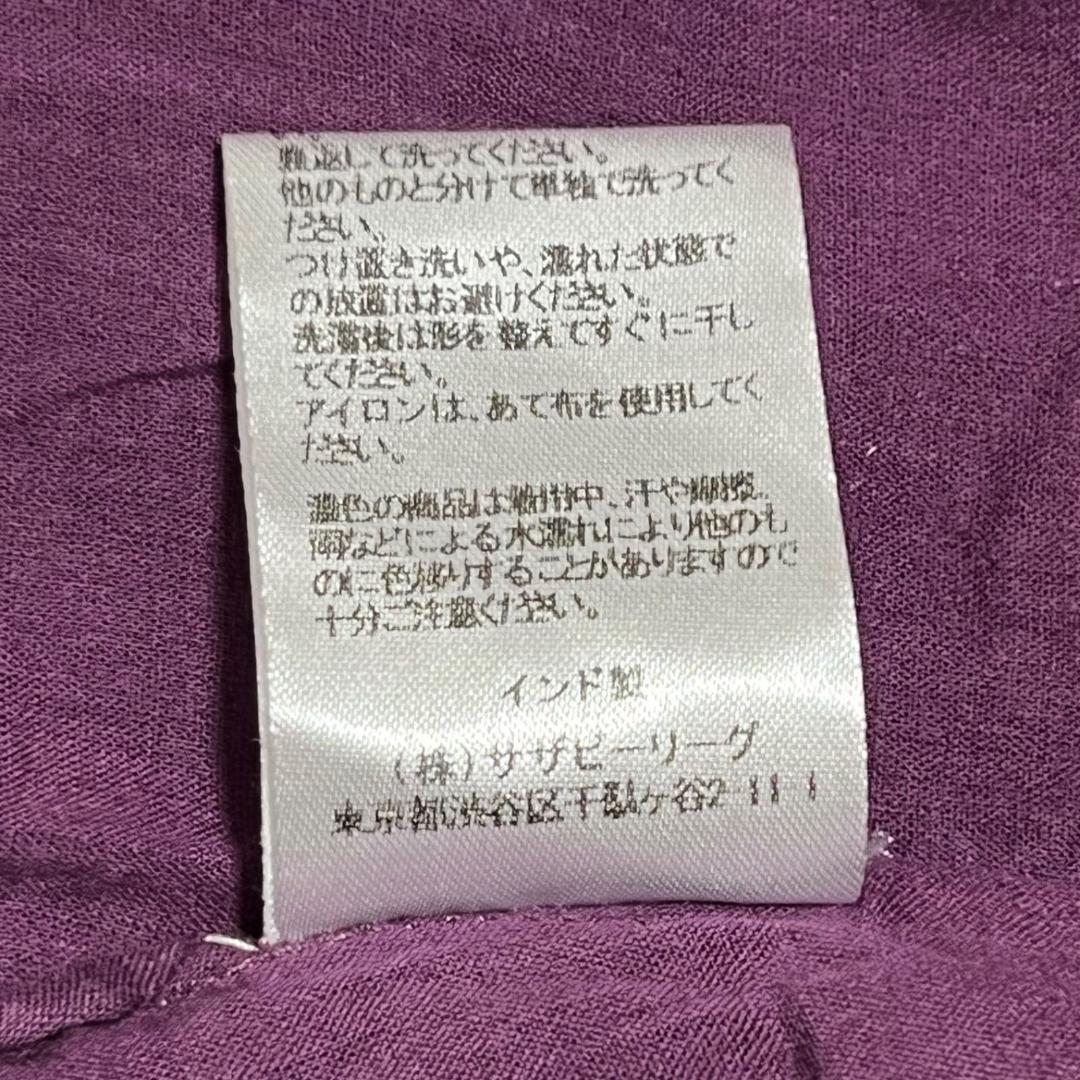 裏返して洗ってください。
他のものと分けて単独で洗ってく
ださい。
つけ置き洗いや、濡れた状態で
の放置はお避けください。
洗濯後は形を整えてすぐに干し
てください。
アイロンは、あて布を使用してく
ださい。
濃色の商品は着用中、汗や摩擦、
雨などによる水濡れにより他のも
のに色移りすることがありますので
十分ご注意ください。
インド製
(株)サザビーリーグ
東京都渋谷区千駄ヶ谷2-11-1